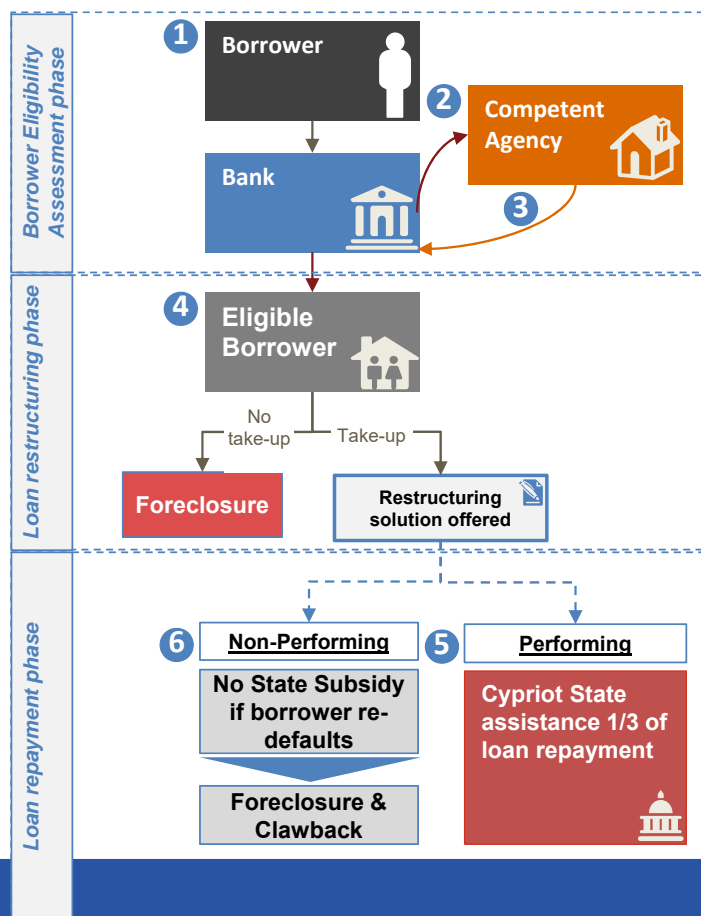 Borrower Eligibility
Assessment phase
1
Borrower
2
Competent
Agency
Bank
3
Loan restructuring phase
4
Eligible
Borrower
No
take-up
Take-up
Foreclosure
Restructuring
solution offered
Loan repayment phase
6
Non-Performing
5
Performing
No State Subsidy
if borrower re-
defaults
Cypriot State
assistance 1/3 of
loan repayment
Foreclosure &
Clawback